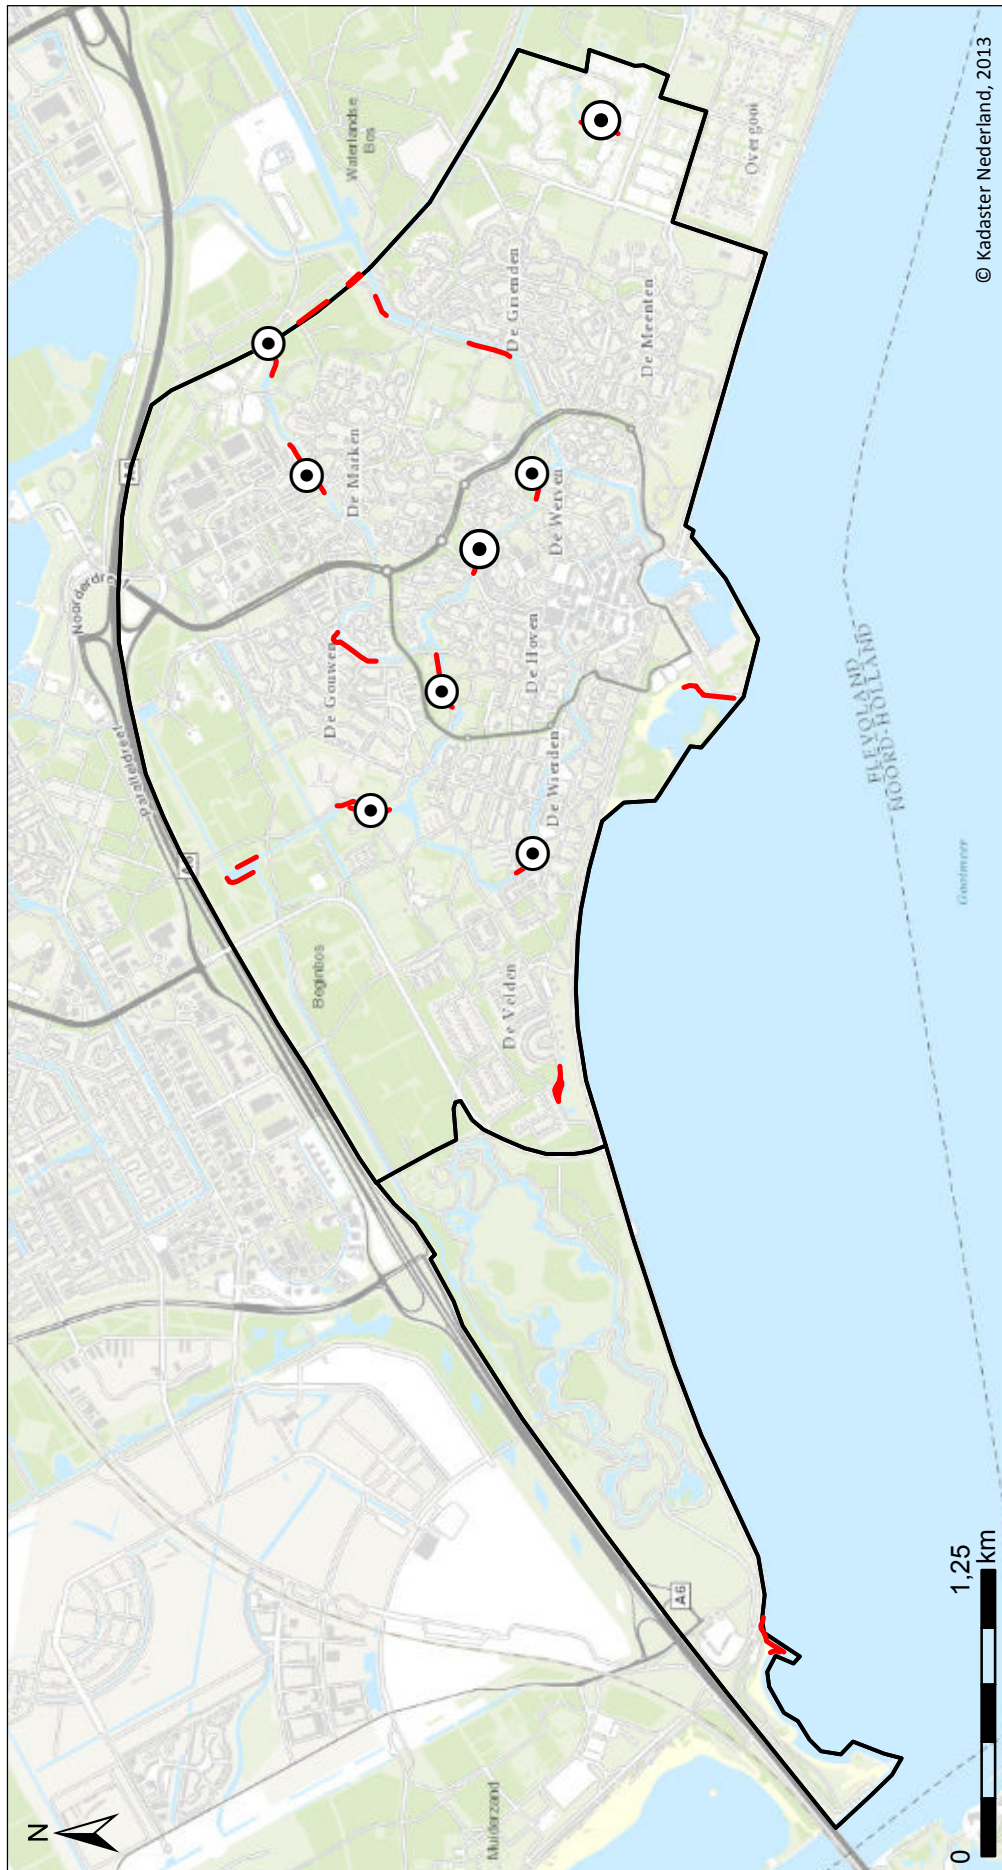 N
Muiderzand
A6
Beginbos
Paralleldreef
Noorderdreef
Waterlandse
Bos
De Gouwen
De Marken
De Grienden
De Meenten
Overgooi
De Velden
De Wierden
De Hoven
De Werven
FLEVOLAND
NOORD-HOLLAND
Gooimeer
0
1,25
km
© Kadaster Nederland, 2013